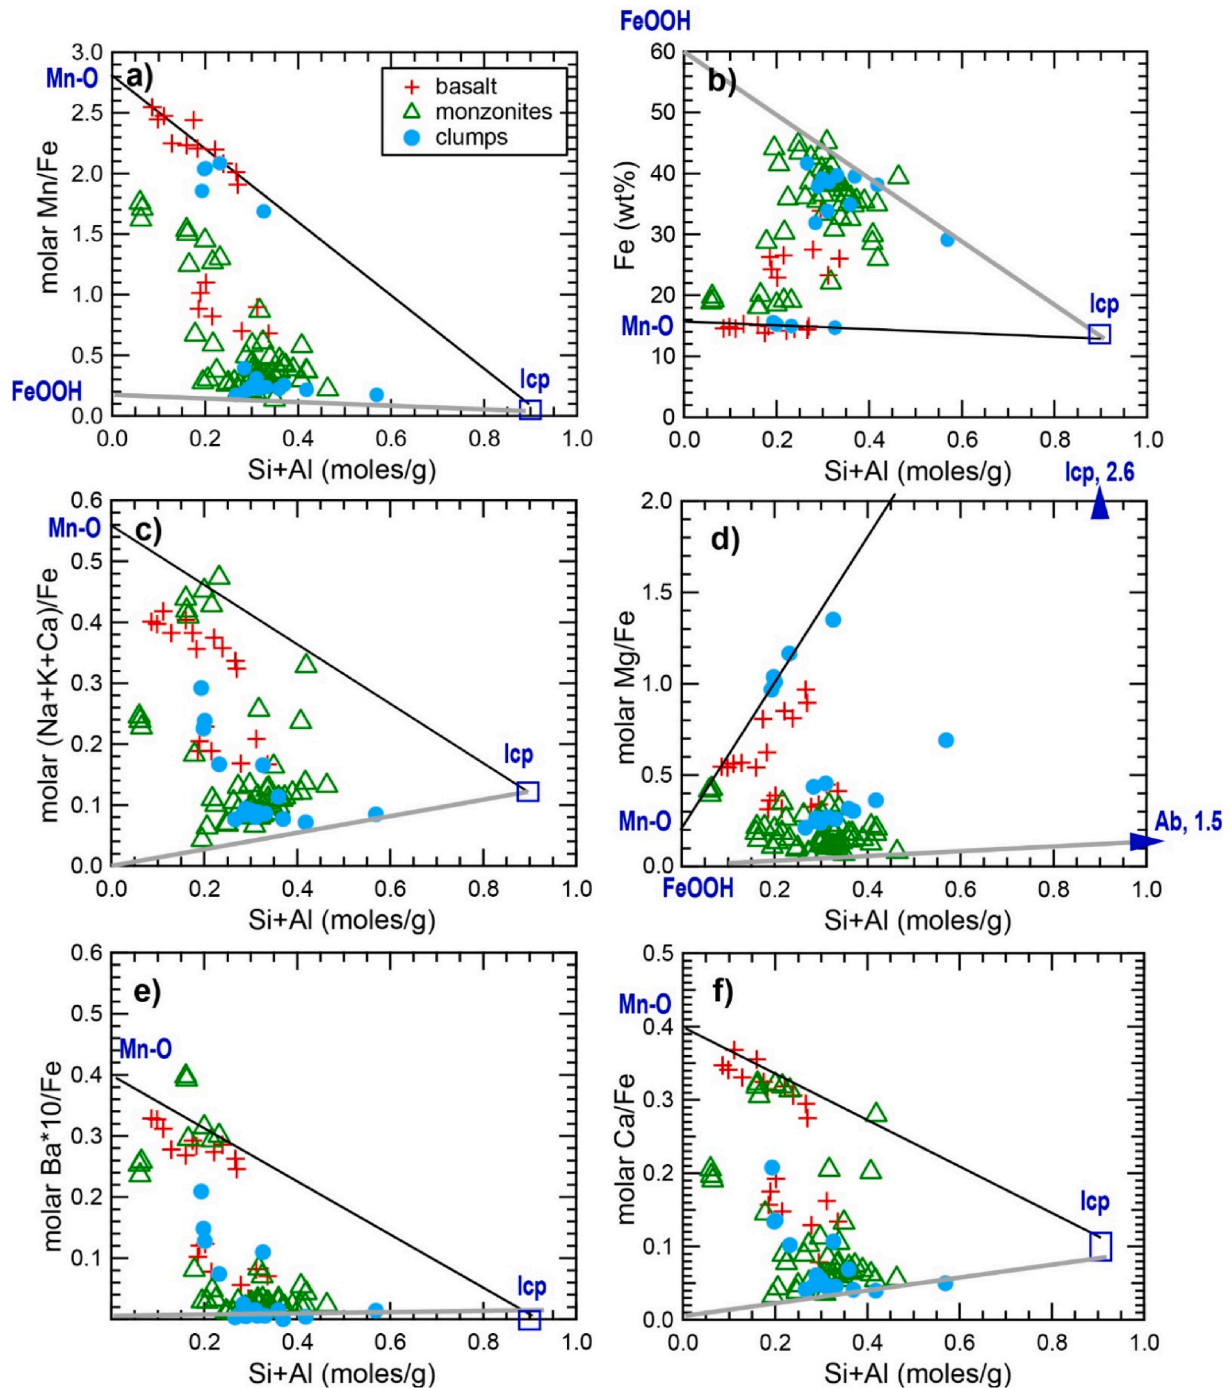 FeOOH
a)
3.0
Mn-O
2.5
2.0
1.5
1.0
0.5
0.0
molar Mn/Fe
basalt
monzonites
clumps
FeOOH
Icp
0.0 0.2 0.4 0.6 0.8 1.0
Si+Al (moles/g)
b)
60
50
40
30
20
10
0
Fe (wt%)
Mn-O
Icp
0.0 0.2 0.4 0.6 0.8 1.0
Si+Al (moles/g)
c)
0.6
Mn-O
0.5
0.4
0.3
0.2
0.1
0.0
molar (Na+K+Ca)/Fe
Icp
0.0 0.2 0.4 0.6 0.8 1.0
Si+Al (moles/g)
Icp, 2.6
d)
2.0
1.5
1.0
0.5
0.0
molar Mg/Fe
Mn-O
Ab, 1.5
FeOOH
0.2 0.4 0.6 0.8 1.0
Si+Al (moles/g)
e)
0.6
0.5
0.4
0.3
0.2
0.1
molar Ba*10/Fe
Mn-O
Icp
0.2 0.4 0.6 0.8 1.0
Si+Al (moles/g)
f)
0.5
Mn-O
0.4
0.3
0.2
0.1
0.0
molar Ca/Fe
Icp
0.0 0.2 0.4 0.6 0.8 1.0
Si+Al (moles/g)